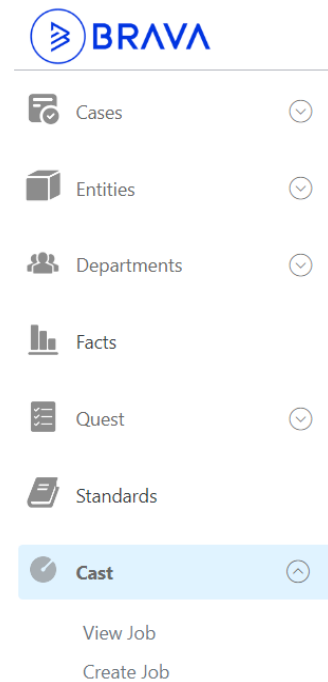 BRAVA
Cases
Entities
Departments
Facts
Quest
Standards
Cast
View Job
Create Job